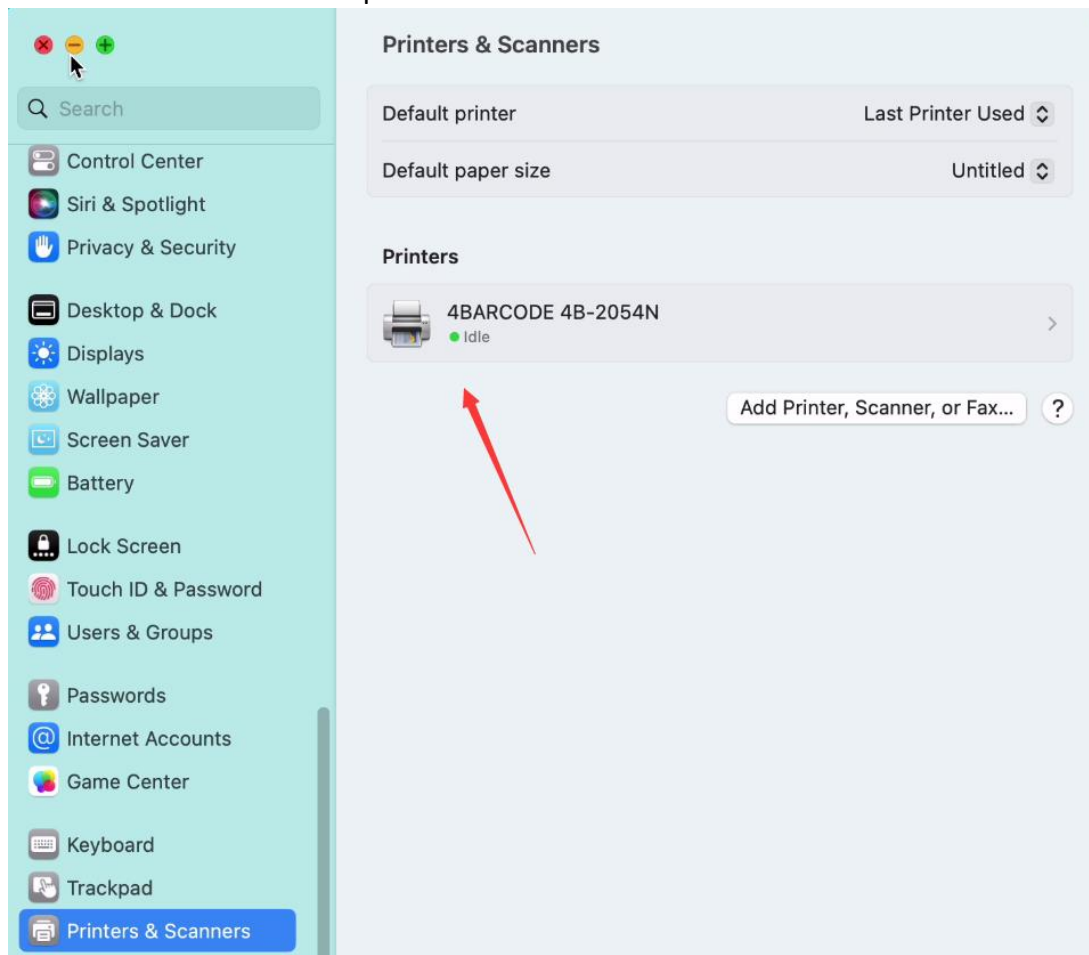 Search
Control Center
Siri & Spotlight
Privacy & Security
Desktop & Dock
Displays
Wallpaper
Screen Saver
Battery
Lock Screen
Touch ID & Password
Users & Groups
Passwords
Internet Accounts
Game Center
Keyboard
Trackpad
Printers & Scanners
Printers & Scanners
Default printer Last Printer Used
Default paper size Untitled
Printers
4BARCODE 4B-2054N
Idle
Add Printer, Scanner, or Fax... ?